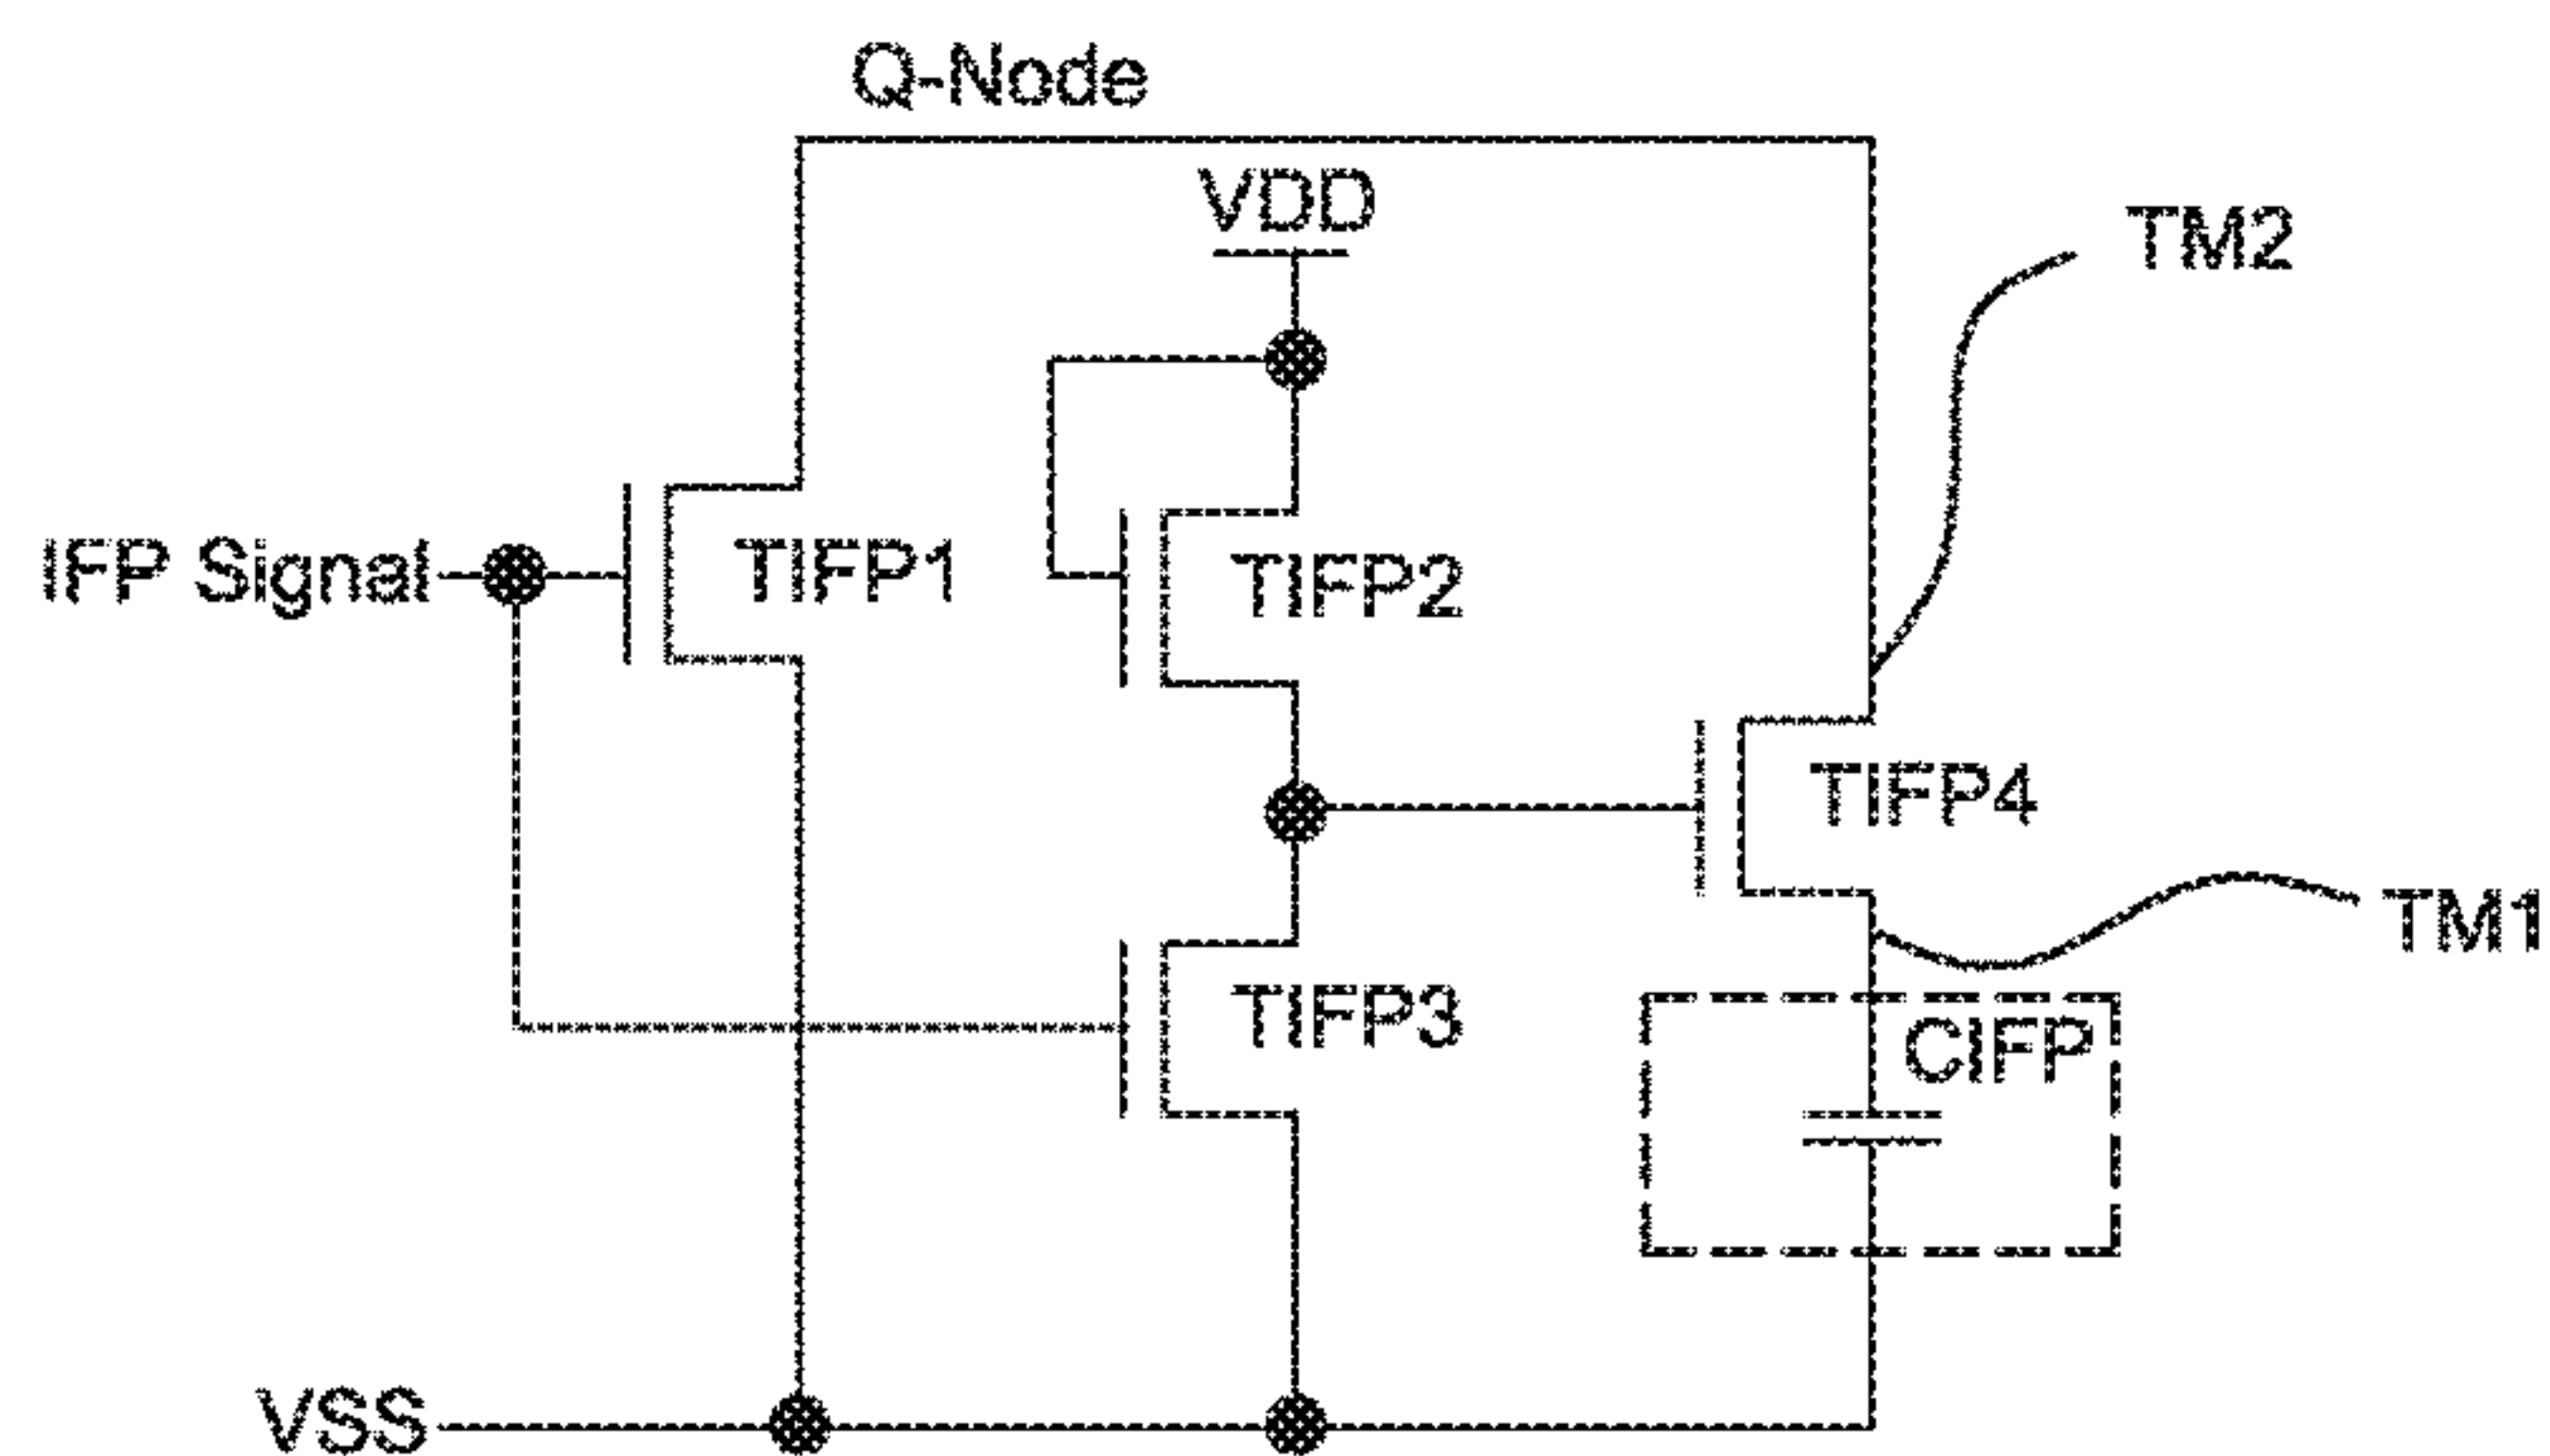 Q-Node
VDD
TM2
IFP Signal
TIFP1
TIFP2
TIFP4
TM1
TIFP3
CIFP
VSS